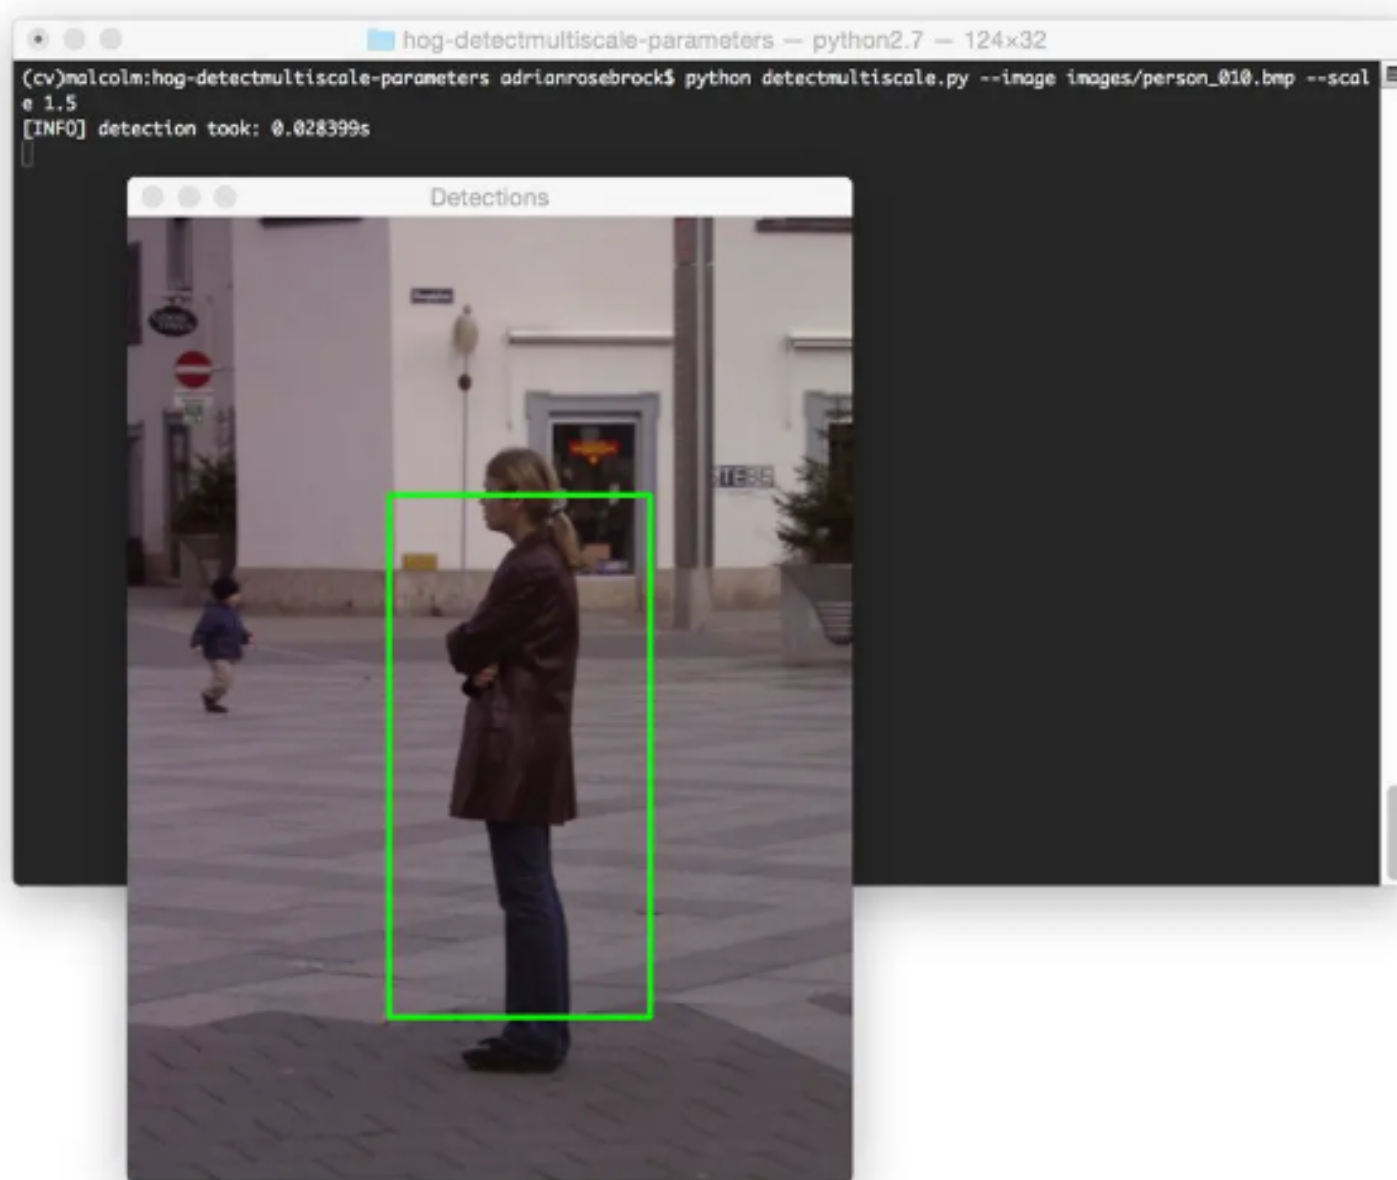 hog-detectmultiscale-parameters — python2.7 — 124×32
(cv)malcolm:hog-detectmultiscale-parameters adrianrosebrock$ python detectmultiscale.py --image images/person_010.bmp --scal
e 1.5
[INFO] detection took: 0.028399s
Detections